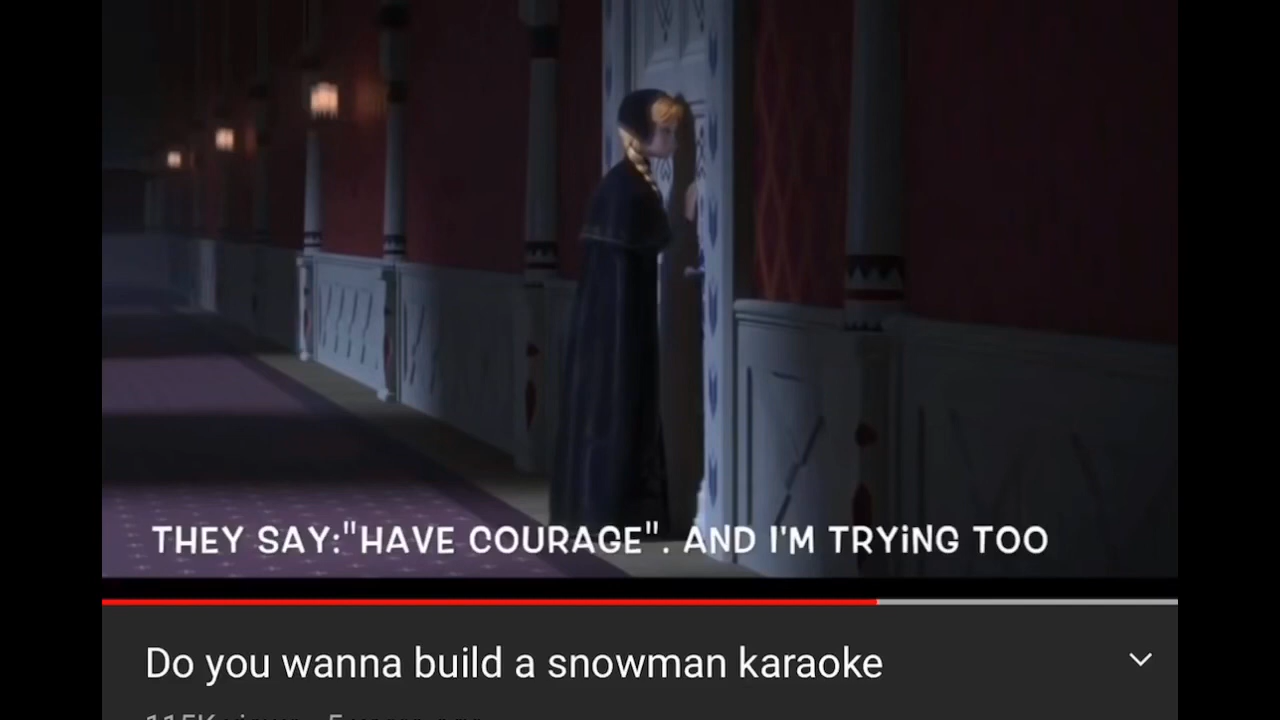 THEY SAY:"HAVE COURAGE". AND I'M TRYiNG TOO
Do you wanna build a snowman karaoke